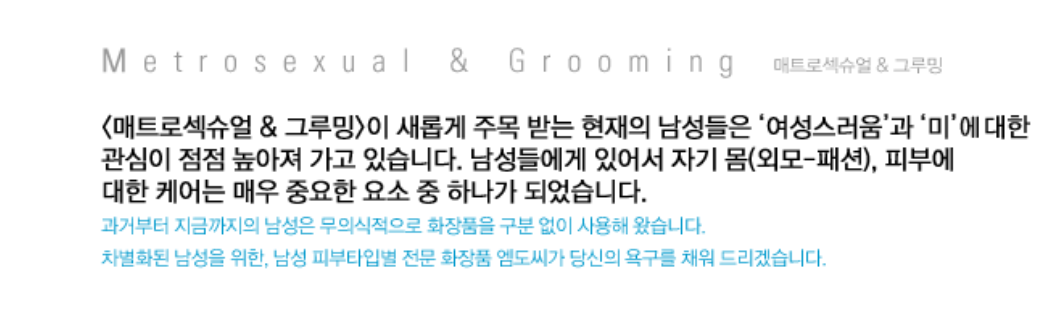 Metrosexual & Grooming 매트로섹슈얼 & 그루밍
<매트로섹슈얼 & 그루밍>이 새롭게 주목 받는 현재의 남성들은 ‘여성스러움’과 ‘미’에 대한
관심이 점점 높아져 가고 있습니다. 남성들에게 있어서 자기 몸(외모-패션), 피부에
대한 케어는 매우 중요한 요소 중 하나가 되었습니다.
과거부터 지금까지의 남성은 무의식적으로 화장품을 구분 없이 사용해 왔습니다.
차별화된 남성을 위한, 남성 피부타입별 전문 화장품 엠도씨가 당신의 욕구를 채워 드리겠습니다.